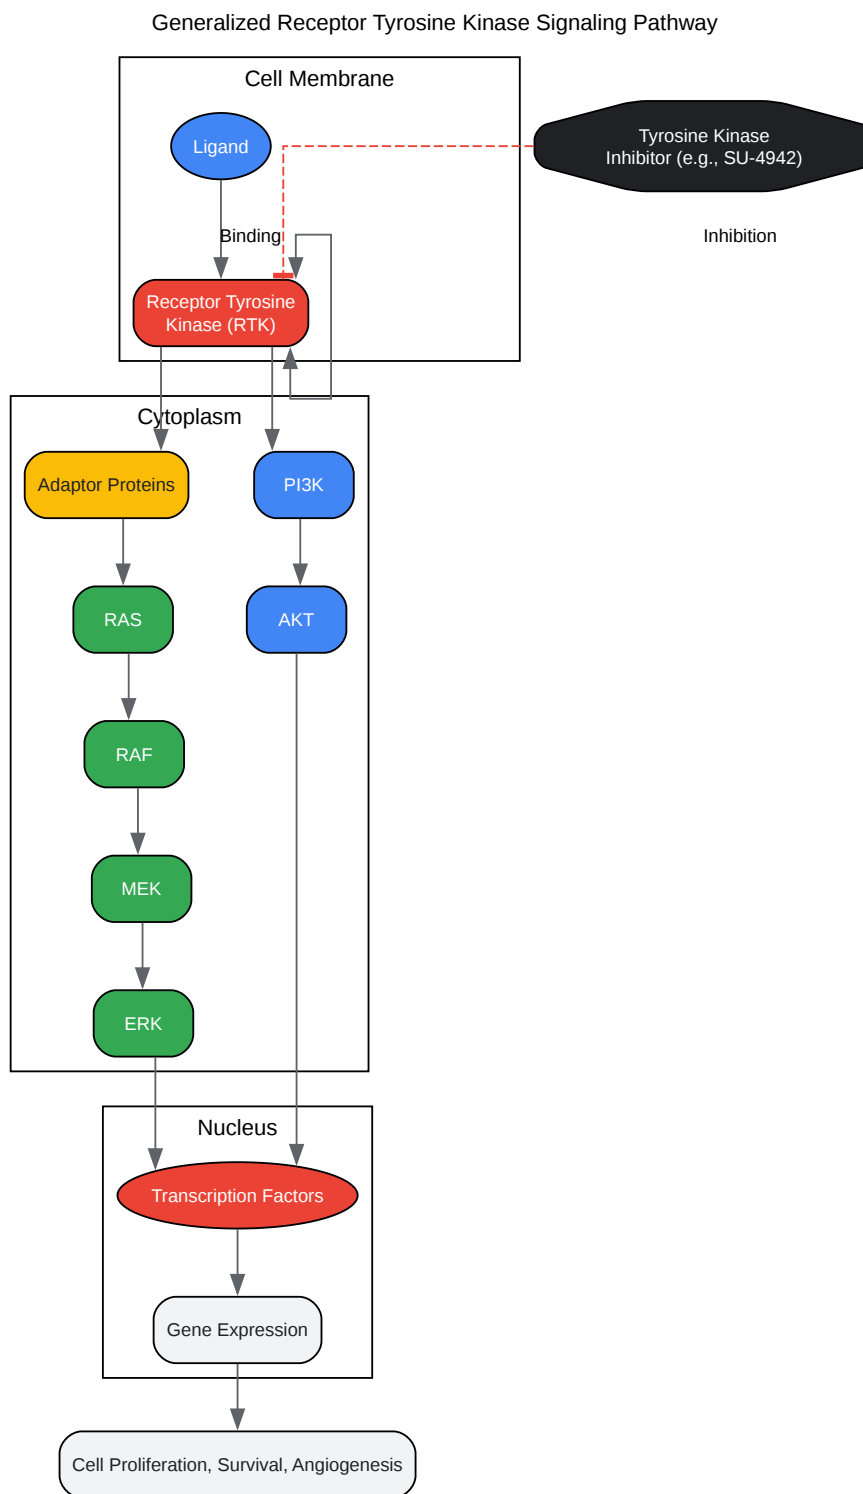 Generalized Receptor Tyrosine Kinase Signaling Pathway
Cell Membrane
Ligand
Tyrosine Kinase
Inhibitor (e.g., SU-4942)
Binding
Inhibition
Receptor Tyrosine
Kinase (RTK)
Cytoplasm
Adaptor Proteins
PI3K
RAS
AKT
RAF
MEK
ERK
Nucleus
Transcription Factors
Gene Expression
Cell Proliferation, Survival, Angiogenesis